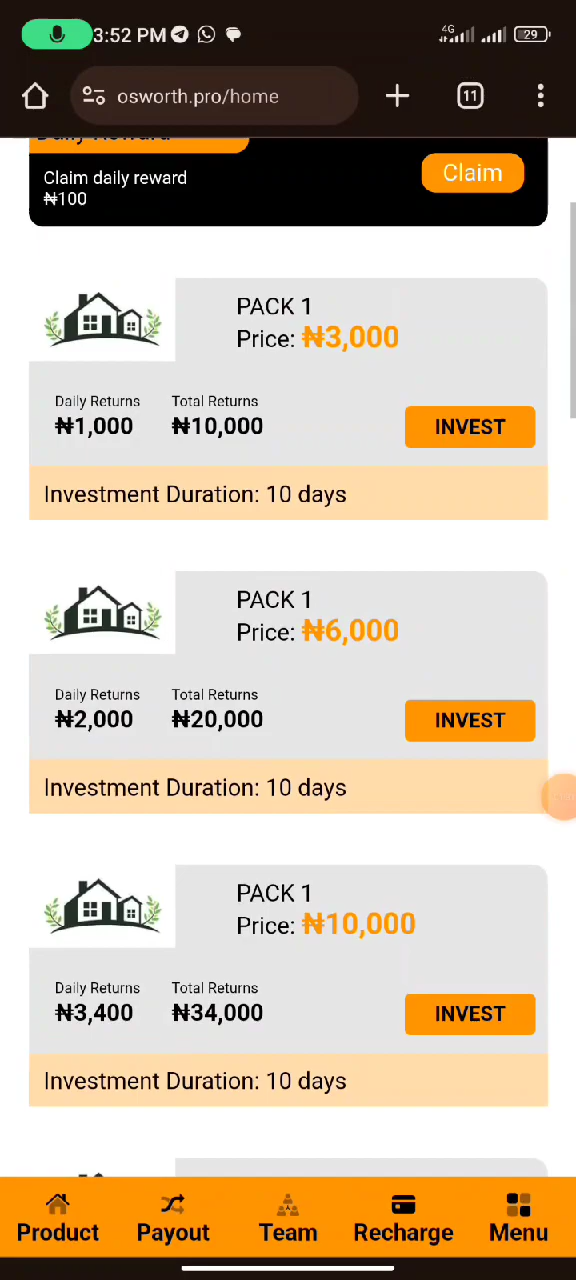 3:52 PM
4G
29
osworth.pro/home
11
Daily Reward
Claim daily reward
₦100
Claim
PACK 1
Price: ₦3,000
Daily Returns Total Returns
₦1,000 ₦10,000
INVEST
Investment Duration: 10 days
PACK 1
Price: ₦6,000
Daily Returns Total Returns
₦2,000 ₦20,000
INVEST
Investment Duration: 10 days
PACK 1
Price: ₦10,000
Daily Returns Total Returns
₦3,400 ₦34,000
INVEST
Investment Duration: 10 days
Product Payout Team Recharge Menu